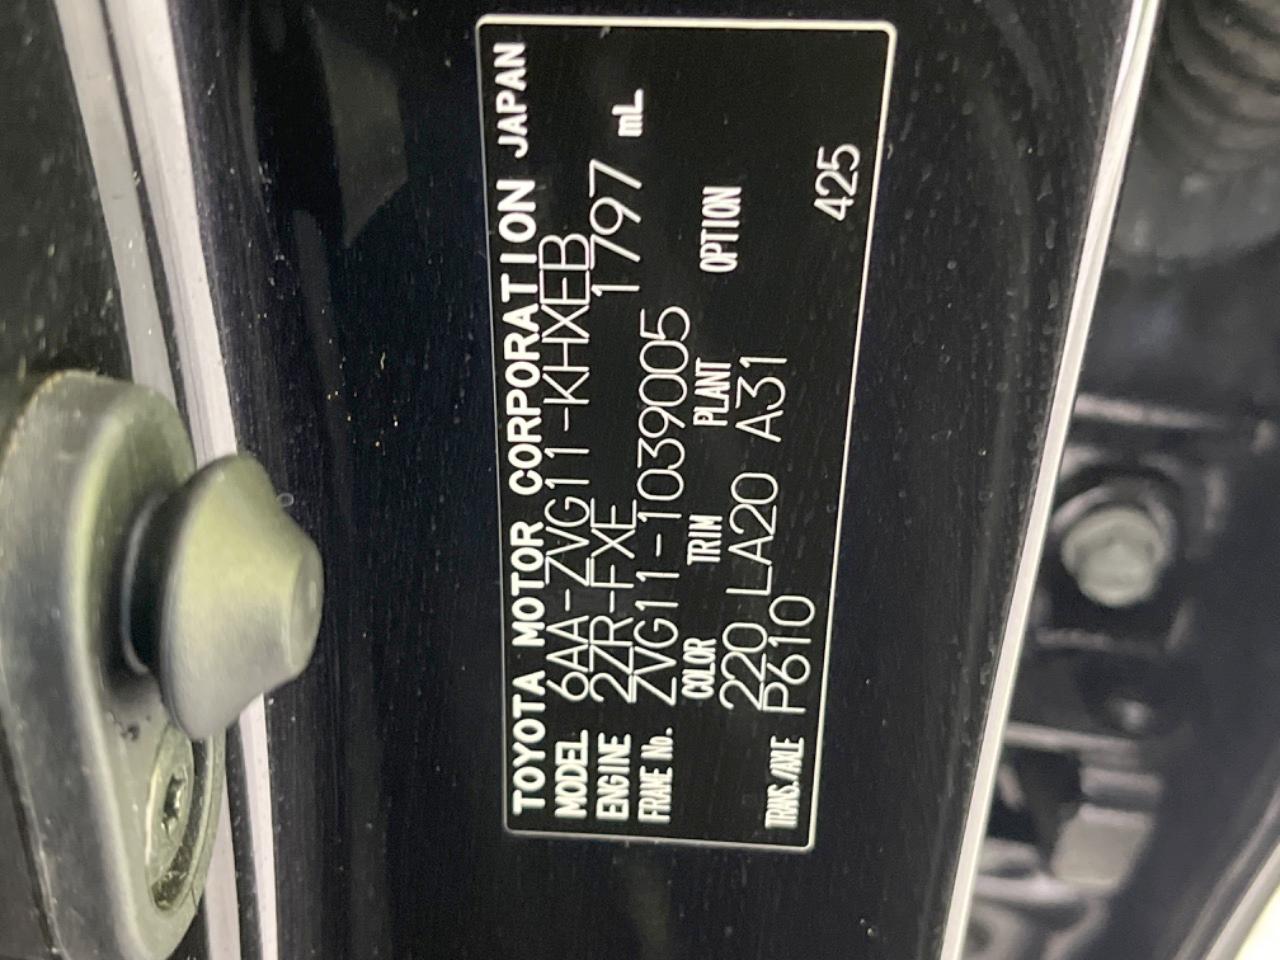 TOYOTA MOTOR CORPORATION JAPAN
MODEL 6AA-ZVG11-KHXEB
ENGINE 2ZR-FXE 1797 mL
FRAME No. ZVG11-1039005
COLOR TRIM PLANT OPTION
220 LA20 A31
TRANS./AXLE P610 425